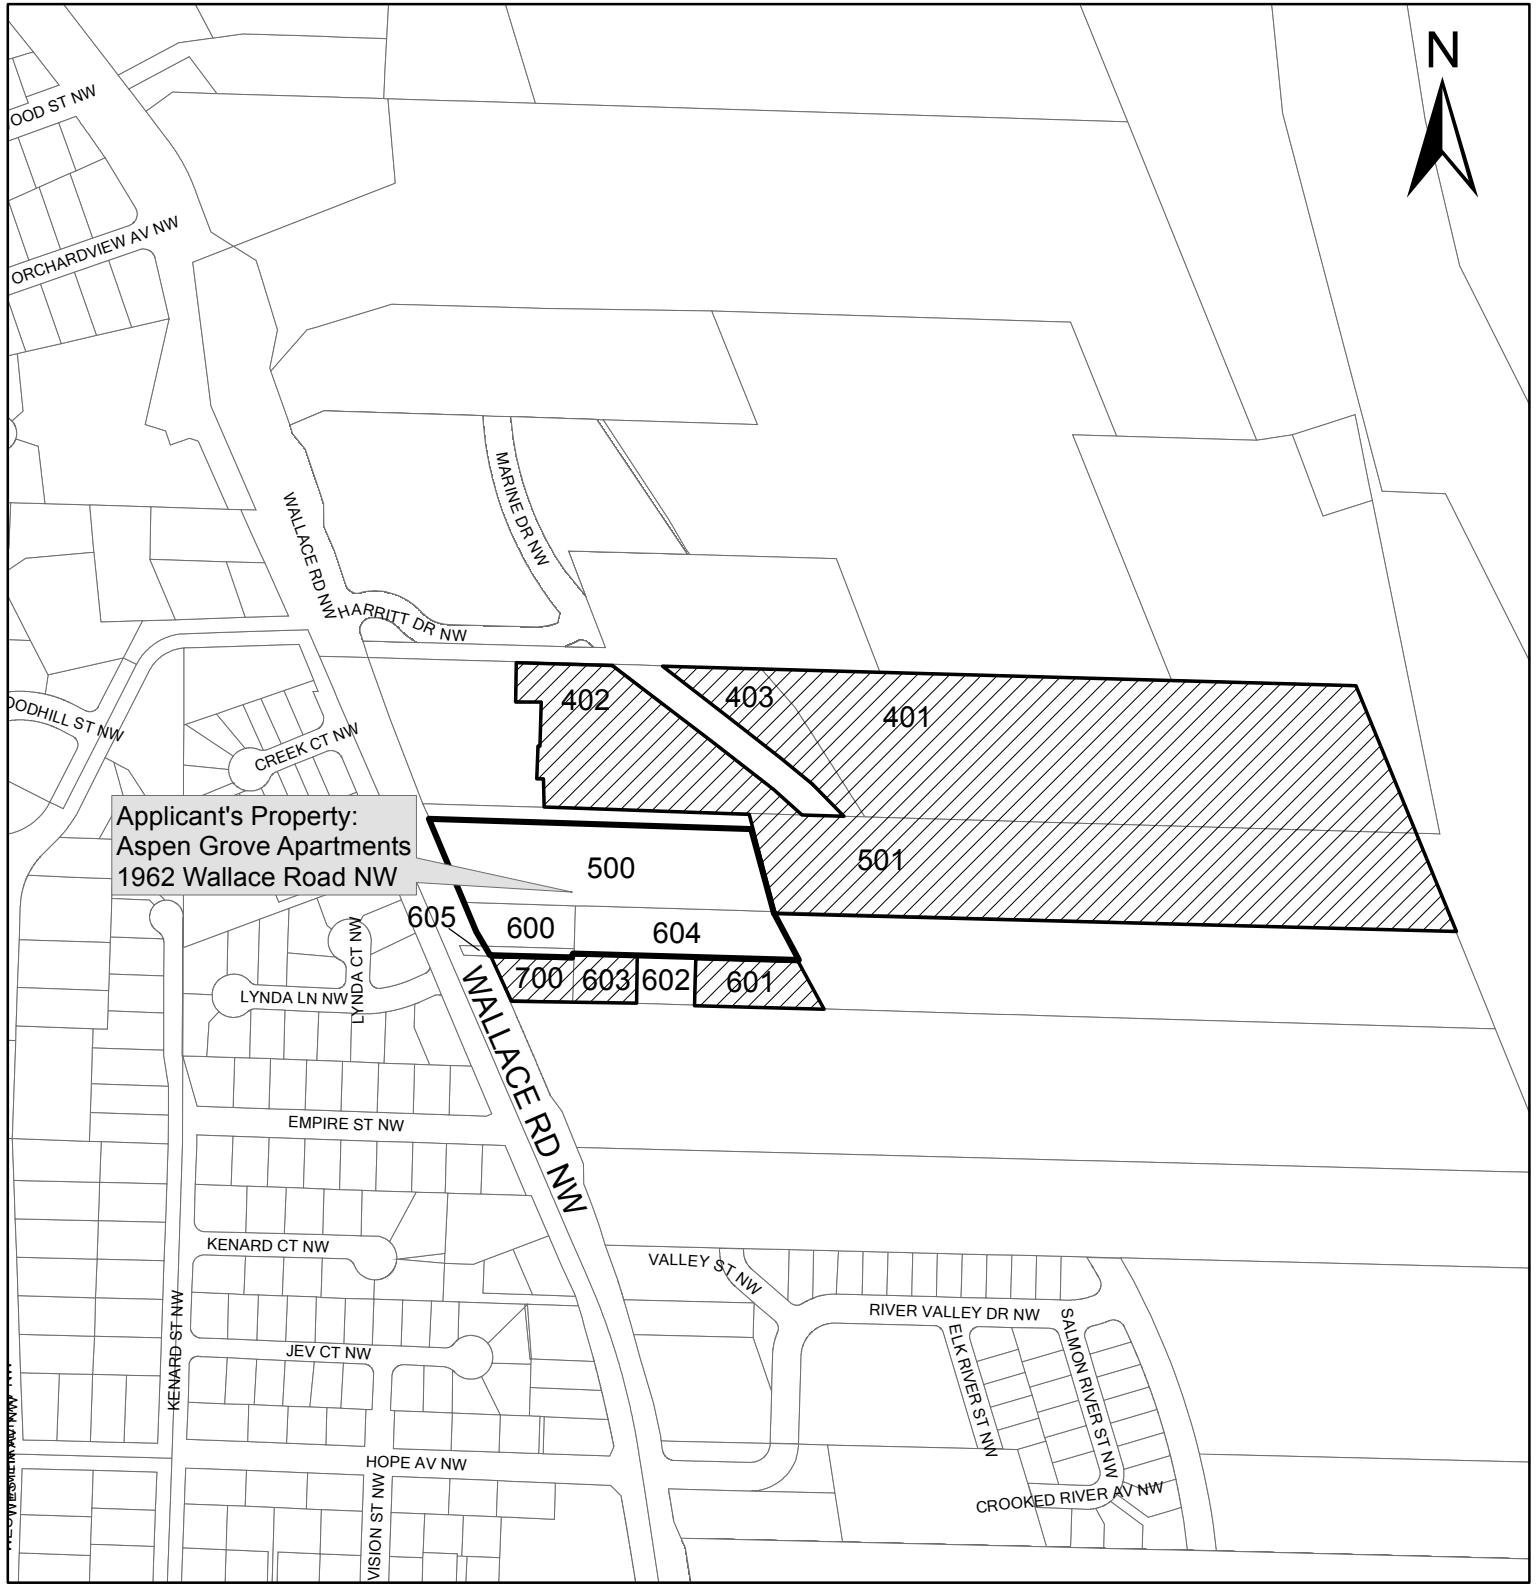 N
OOD ST NW
ORCHARDVIEW AV NW
MARINE DR NW
WALLACE RD NW
HARRITT DR NW
402
403
401
OODHILL ST NW
CREEK CT NW
Applicant's Property:
Aspen Grove Apartments
1962 Wallace Road NW
500
501
605
600
604
LYNDA CT NW
LYNDA LN NW
700
603
602
601
WALLACE RD NW
EMPIRE ST NW
KENARD CT NW
VALLEY ST NW
RIVER VALLEY DR NW
KENARD ST NW
JEV CT NW
ELK RIVER ST NW
SALMON RIVER ST NW
HOPE AV NW
CROOKED RIVER AV NW
VISION ST NW